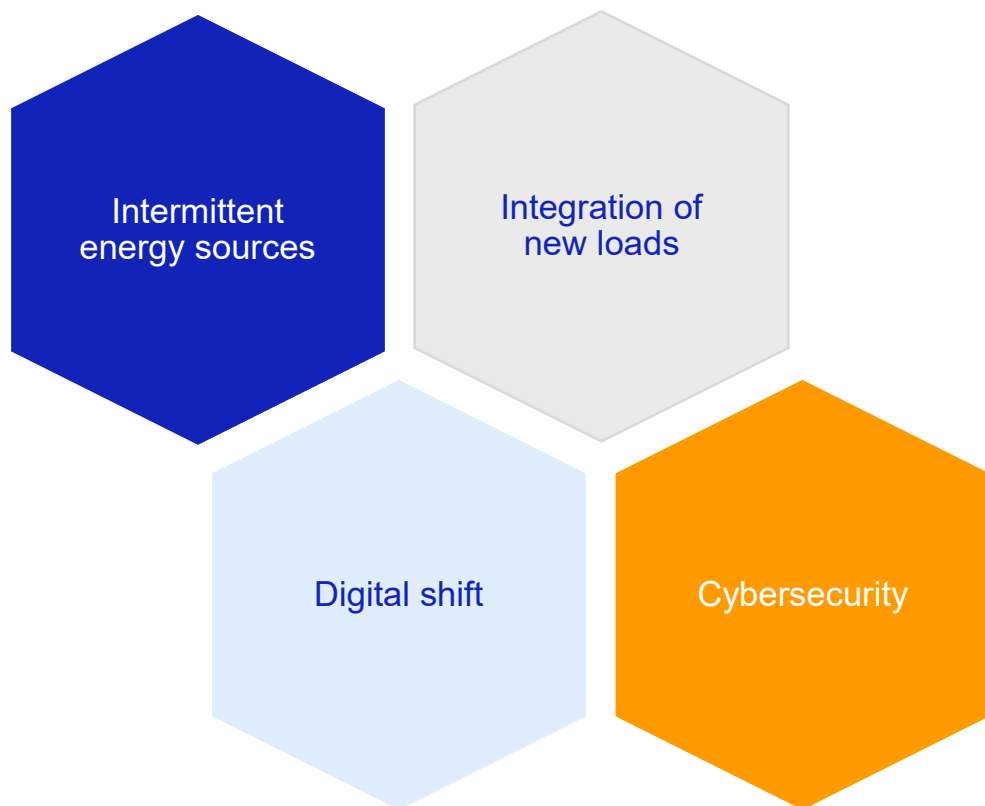 Intermittent
energy sources
Integration of
new loads
Digital shift
Cybersecurity